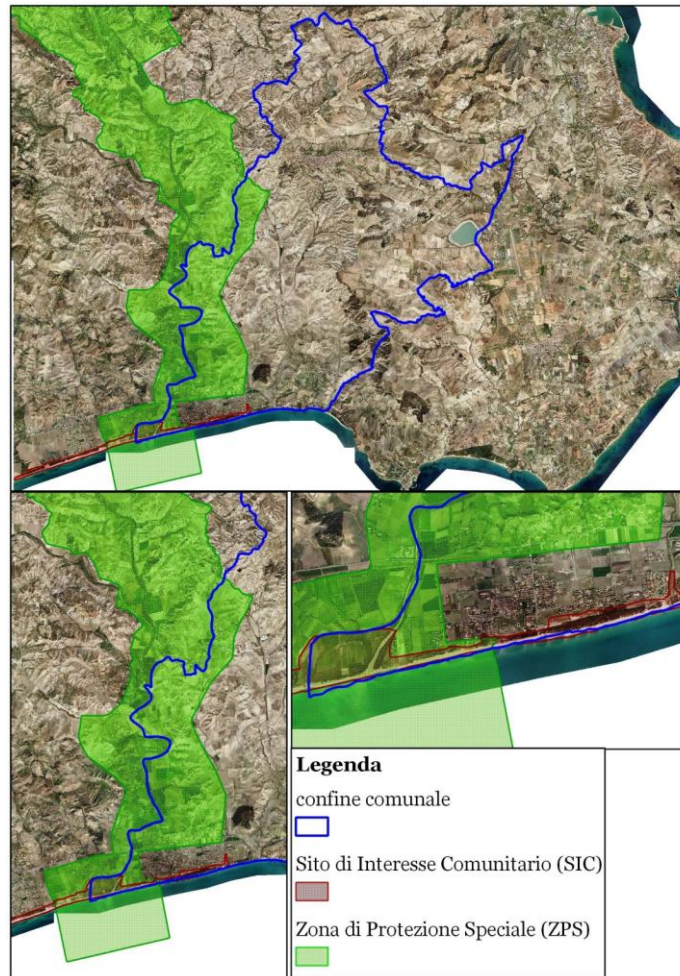 Legenda
confine comunale
Sito di Interesse Comunitario (SIC)
Zona di Protezione Speciale (ZPS)